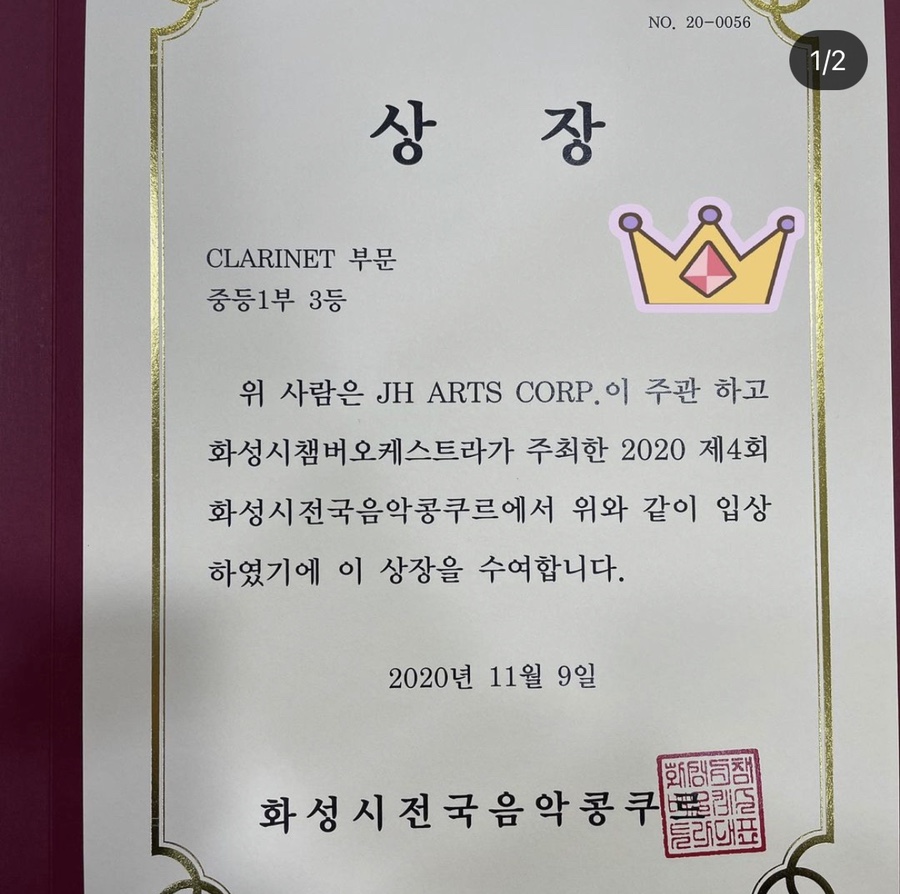 NO. 20-0056
1/2
상 장
CLARINET 부문
중등1부 3등
위 사람은 JH ARTS CORP.이 주관 하고
화성시챔버오케스트라가 주최한 2020 제4회
화성시전국음악콩쿠르에서 위와 같이 입상
하였기에 이 상장을 수여합니다.
2020년 11월 9일
화성시전국음악콩쿠르